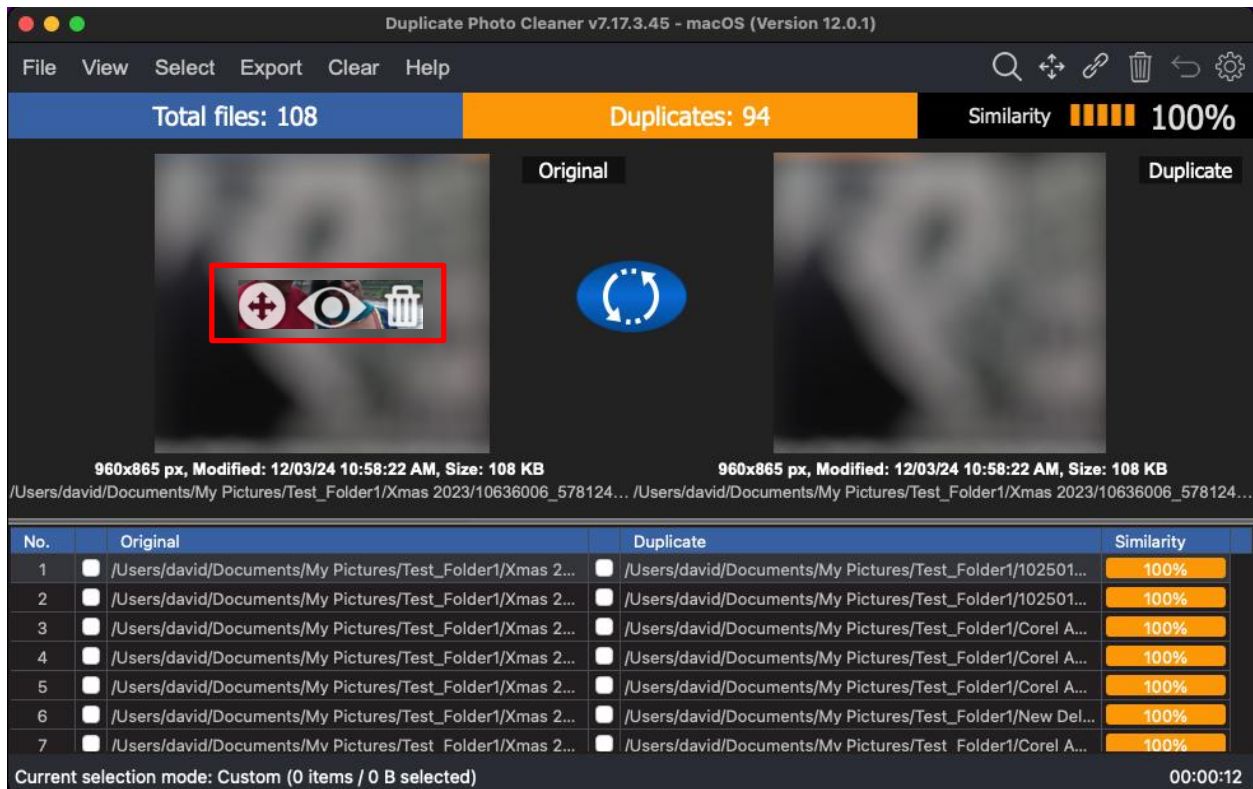 Duplicate Photo Cleaner v7.17.3.45 - macOS (Version 12.0.1)
File View Select Export Clear Help
Total files: 108 Duplicates: 94 Similarity 100%
Original Duplicate
960x865 px, Modified: 12/03/24 10:58:22 AM, Size: 108 KB 960x865 px, Modified: 12/03/24 10:58:22 AM, Size: 108 KB
/Users/david/Documents/My Pictures/Test_Folder1/Xmas 2023/10636006_578124... /Users/david/Documents/My Pictures/Test_Folder1/Xmas 2023/10636006_578124...
No. Original Duplicate Similarity
1 /Users/david/Documents/My Pictures/Test_Folder1/Xmas 2... /Users/david/Documents/My Pictures/Test_Folder1/102501... 100%
2 /Users/david/Documents/My Pictures/Test_Folder1/Xmas 2... /Users/david/Documents/My Pictures/Test_Folder1/102501... 100%
3 /Users/david/Documents/My Pictures/Test_Folder1/Xmas 2... /Users/david/Documents/My Pictures/Test_Folder1/Corel A... 100%
4 /Users/david/Documents/My Pictures/Test_Folder1/Xmas 2... /Users/david/Documents/My Pictures/Test_Folder1/Corel A... 100%
5 /Users/david/Documents/My Pictures/Test_Folder1/Xmas 2... /Users/david/Documents/My Pictures/Test_Folder1/Corel A... 100%
6 /Users/david/Documents/My Pictures/Test_Folder1/Xmas 2... /Users/david/Documents/My Pictures/Test_Folder1/New Del... 100%
7 /Users/david/Documents/My Pictures/Test_Folder1/Xmas 2... /Users/david/Documents/My Pictures/Test_Folder1/Corel A... 100%
Current selection mode: Custom (0 items / 0 B selected) 00:00:12